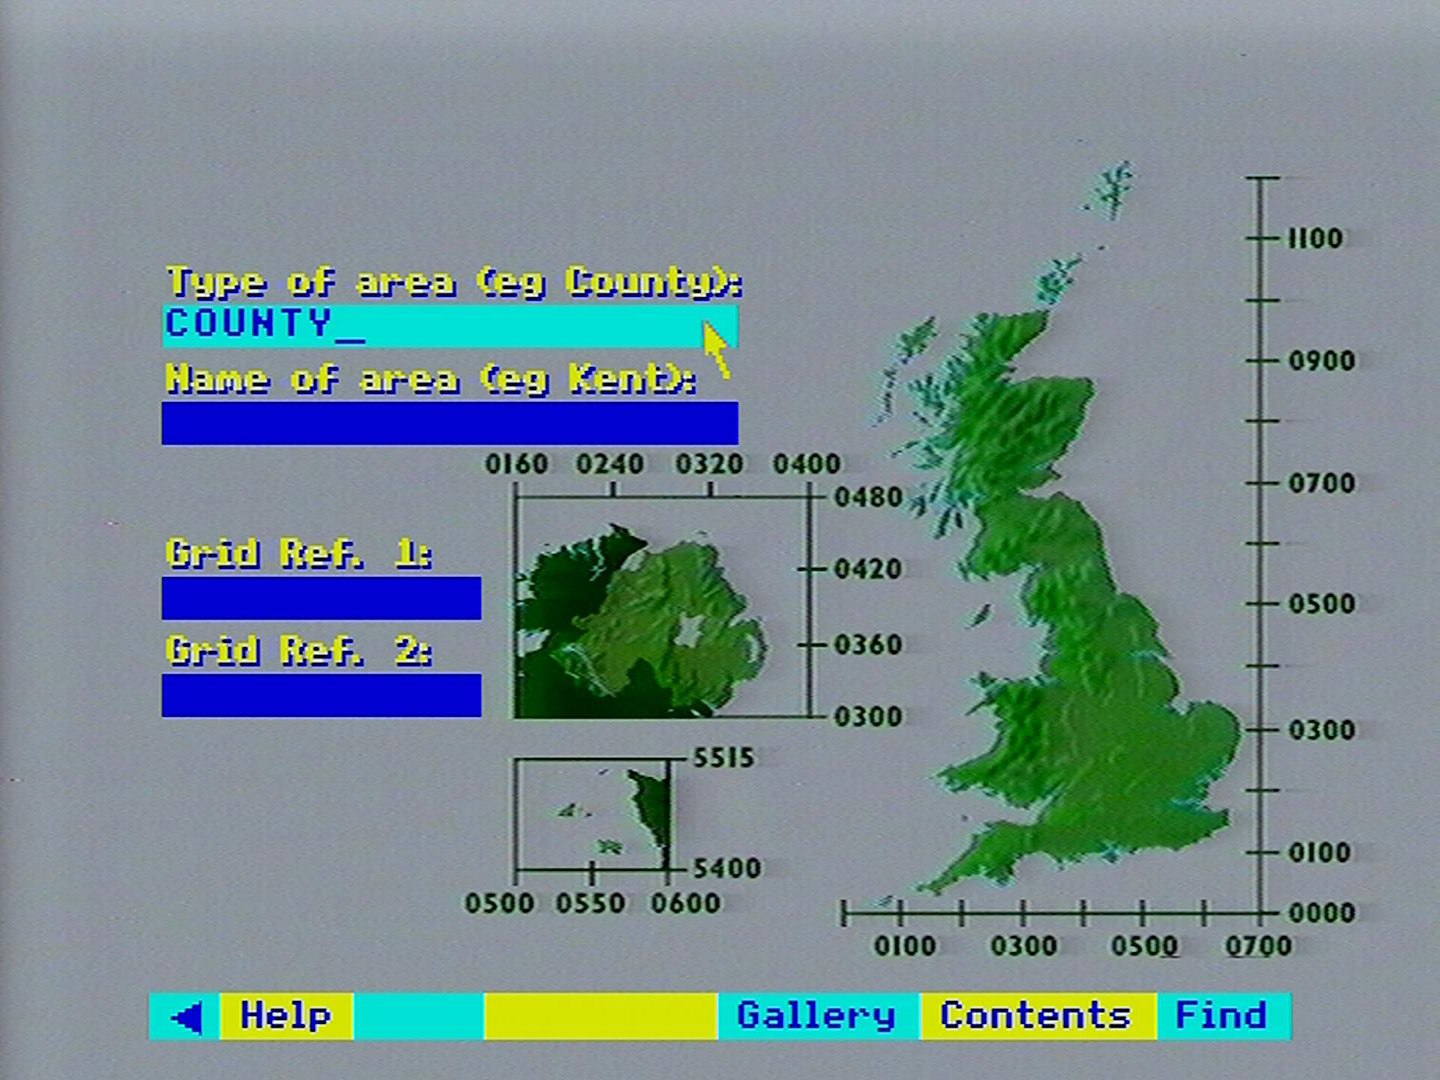 Type of area (eg County):
COUNTY_
Name of area (eg Kent):
Grid Ref. 1:
Grid Ref. 2:
0160 0240 0320 0400
0480
0420
0360
0300
5515
5400
0500 0550 0600
1100
0900
0700
0500
0300
0100
0000
0100 0300 0500 0700
Help Gallery Contents Find